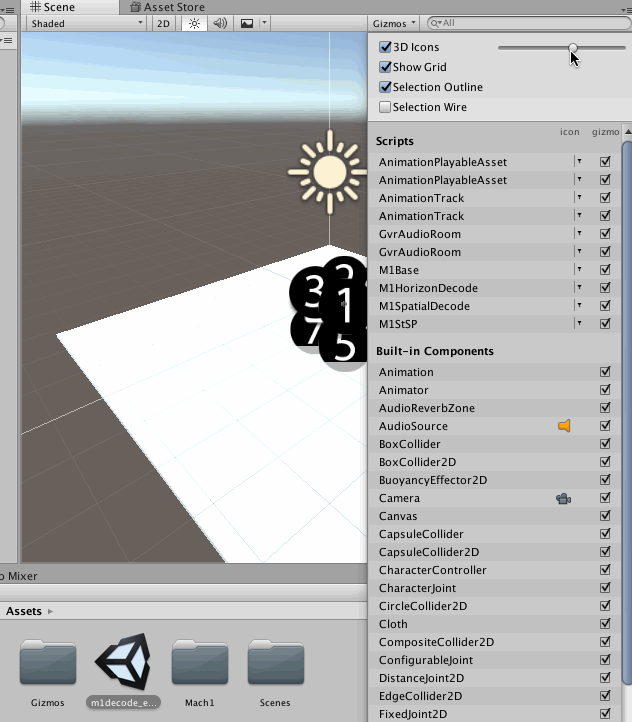 Scene
Asset Store
Shaded
2D
Gizmos
All
3D Icons
Show Grid
Selection Outline
Selection Wire
icon
gizmo
Scripts
AnimationPlayableAsset
AnimationPlayableAsset
AnimationTrack
AnimationTrack
GvrAudioRoom
GvrAudioRoom
M1Base
M1HorizonDecode
M1SpatialDecode
M1StSP
Built-in Components
Animation
Animator
AudioReverbZone
AudioSource
BoxCollider
BoxCollider2D
BuoyancyEffector2D
Camera
Canvas
CapsuleCollider
CapsuleCollider2D
CharacterController
CharacterJoint
CircleCollider2D
Cloth
CompositeCollider2D
ConfigurableJoint
DistanceJoint2D
EdgeCollider2D
FixedJoint2D
3
2
1
7
5
o Mixer
Assets
Gizmos
m1decode_e...
Mach1
Scenes